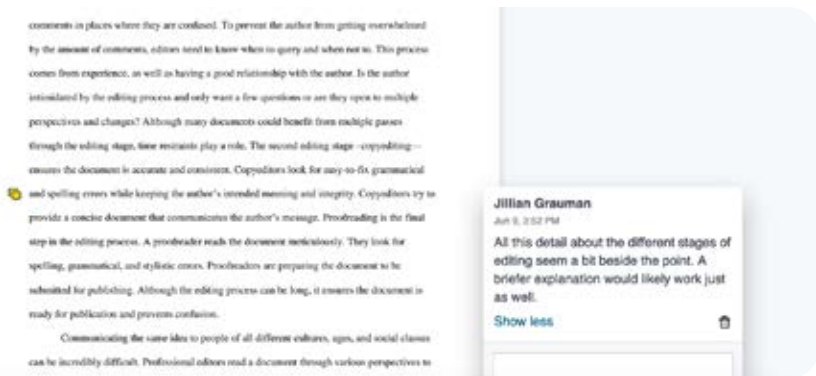 comments in places where they are confused. To prevent the author from getting overwhelmed
by the amount of comments, editors need to know when to query and when not to. This process
comes from experience, as well as having a good relationship with the author. Is the author
intimidated by the editing process and only want a few questions or are they open to multiple
perspectives and changes? Although many documents could benefit from multiple passes
through the editing stage, time restraints play a role. The second editing stage –copyediting—
ensures the document is accurate and consistent. Copyeditors look for easy-to-fix grammatical
and spelling errors while keeping the author's intended meaning and integrity. Copyeditors try to
provide a concise document that communicates the author's message. Proofreading is the final
step in the editing process. A proofreader reads the document meticulously. They look for
spelling, grammatical, and stylistic errors. Proofreaders are preparing the document to be
submitted for publishing. Although the editing process can be long, it ensures the document is
ready for publication and prevents confusion.
Communicating the same idea to people of all different cultures, ages, and social classes
can be incredibly difficult. Professional editors read a document through various perspectives to
Jillian Grauman
Jun 9, 2:52 PM
All this detail about the different stages of
editing seem a bit beside the point. A
briefer explanation would likely work just
as well.
Show less